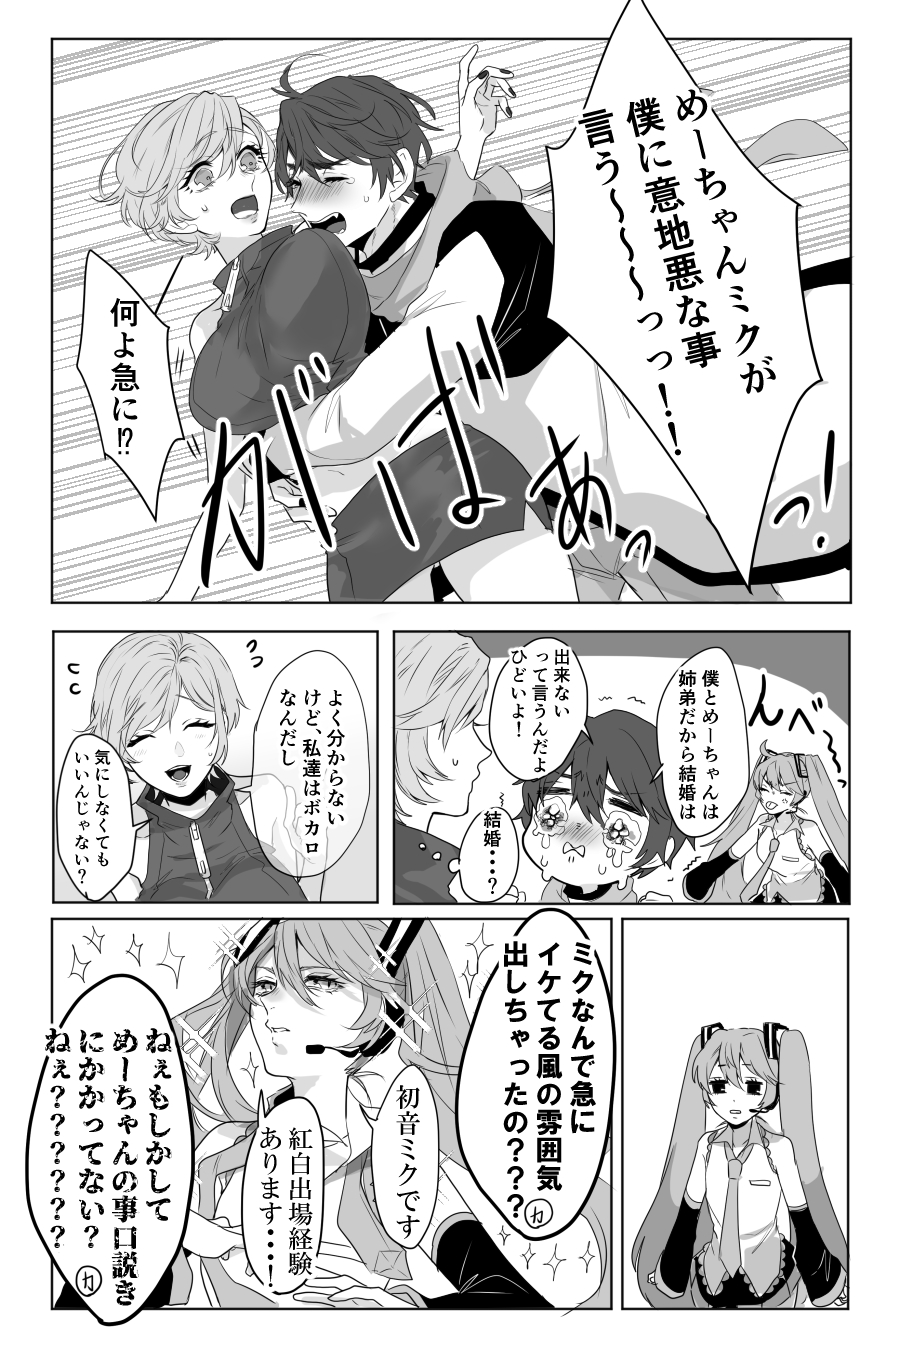 めーちゃんミクが
僕に意地悪な事
言う～～～っっ！！
何よ急に!?
がばあっっ！
僕とめーちゃんは
姉弟だから結婚は
出来ない
って言うんだよ
ひどいよ！
んべ
結婚・・・？
よく分からない
けど、私達はボカロ
なんだし
気にしなくても
いいんじゃない？
ミクなんで急に
イケてる風の雰囲気
出しちゃったの？？？
カ
初音ミクです
紅白出場経験
あります・・・！
ねぇもしかして
めーちゃんの事口説き
にかかってない？
ねぇ？？？？？？
カ